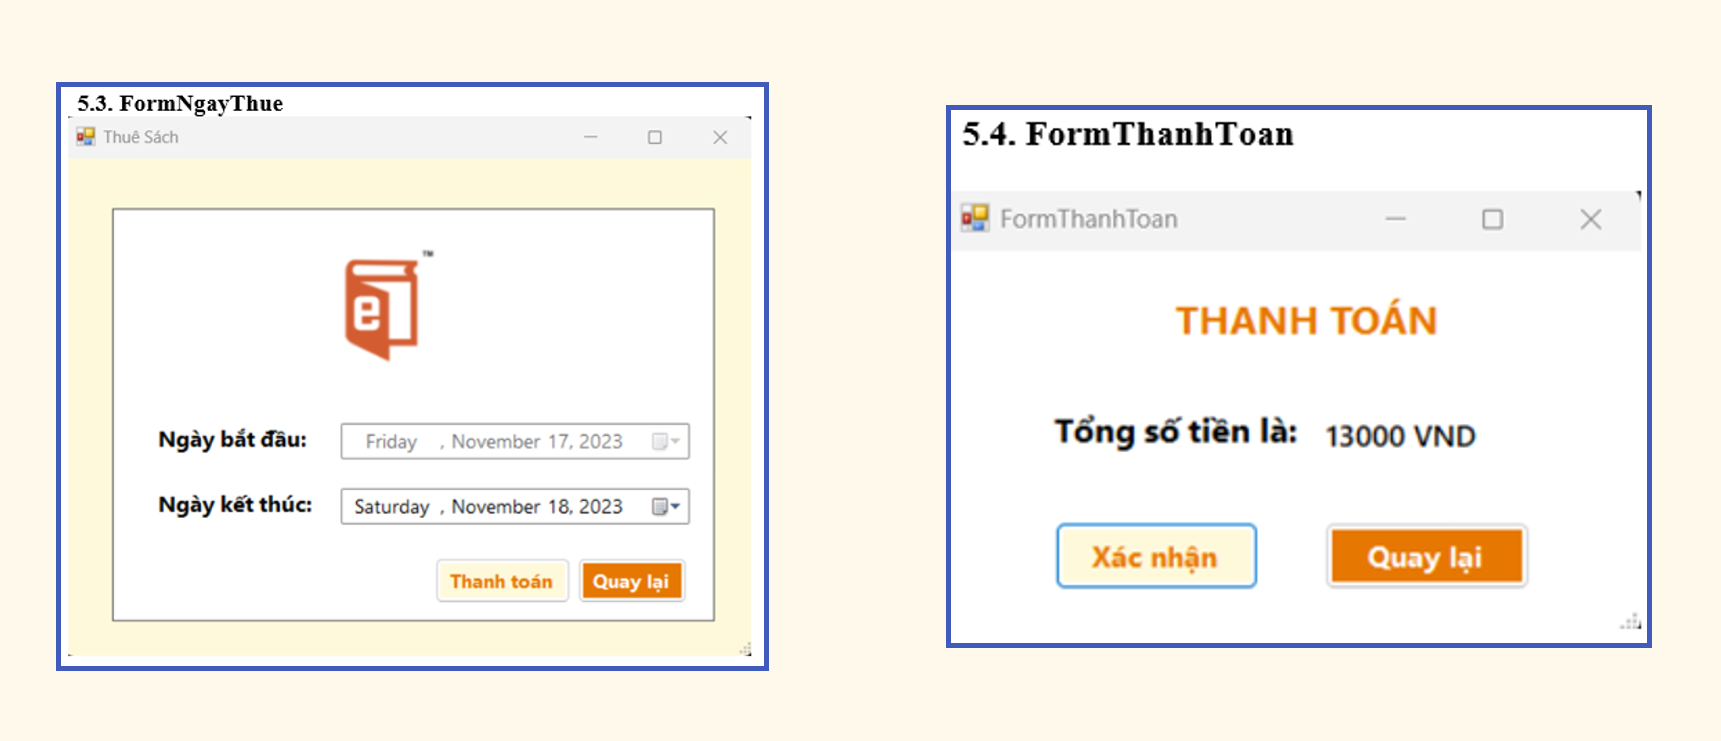 5.3. FormNgayThue
Thuê Sách
e
™
Ngày bắt đầu: Friday , November 17, 2023
Ngày kết thúc: Saturday , November 18, 2023
Thanh toán Quay lại
5.4. FormThanhToan
FormThanhToan
THANH TOÁN
Tổng số tiền là: 13000 VND
Xác nhận Quay lại